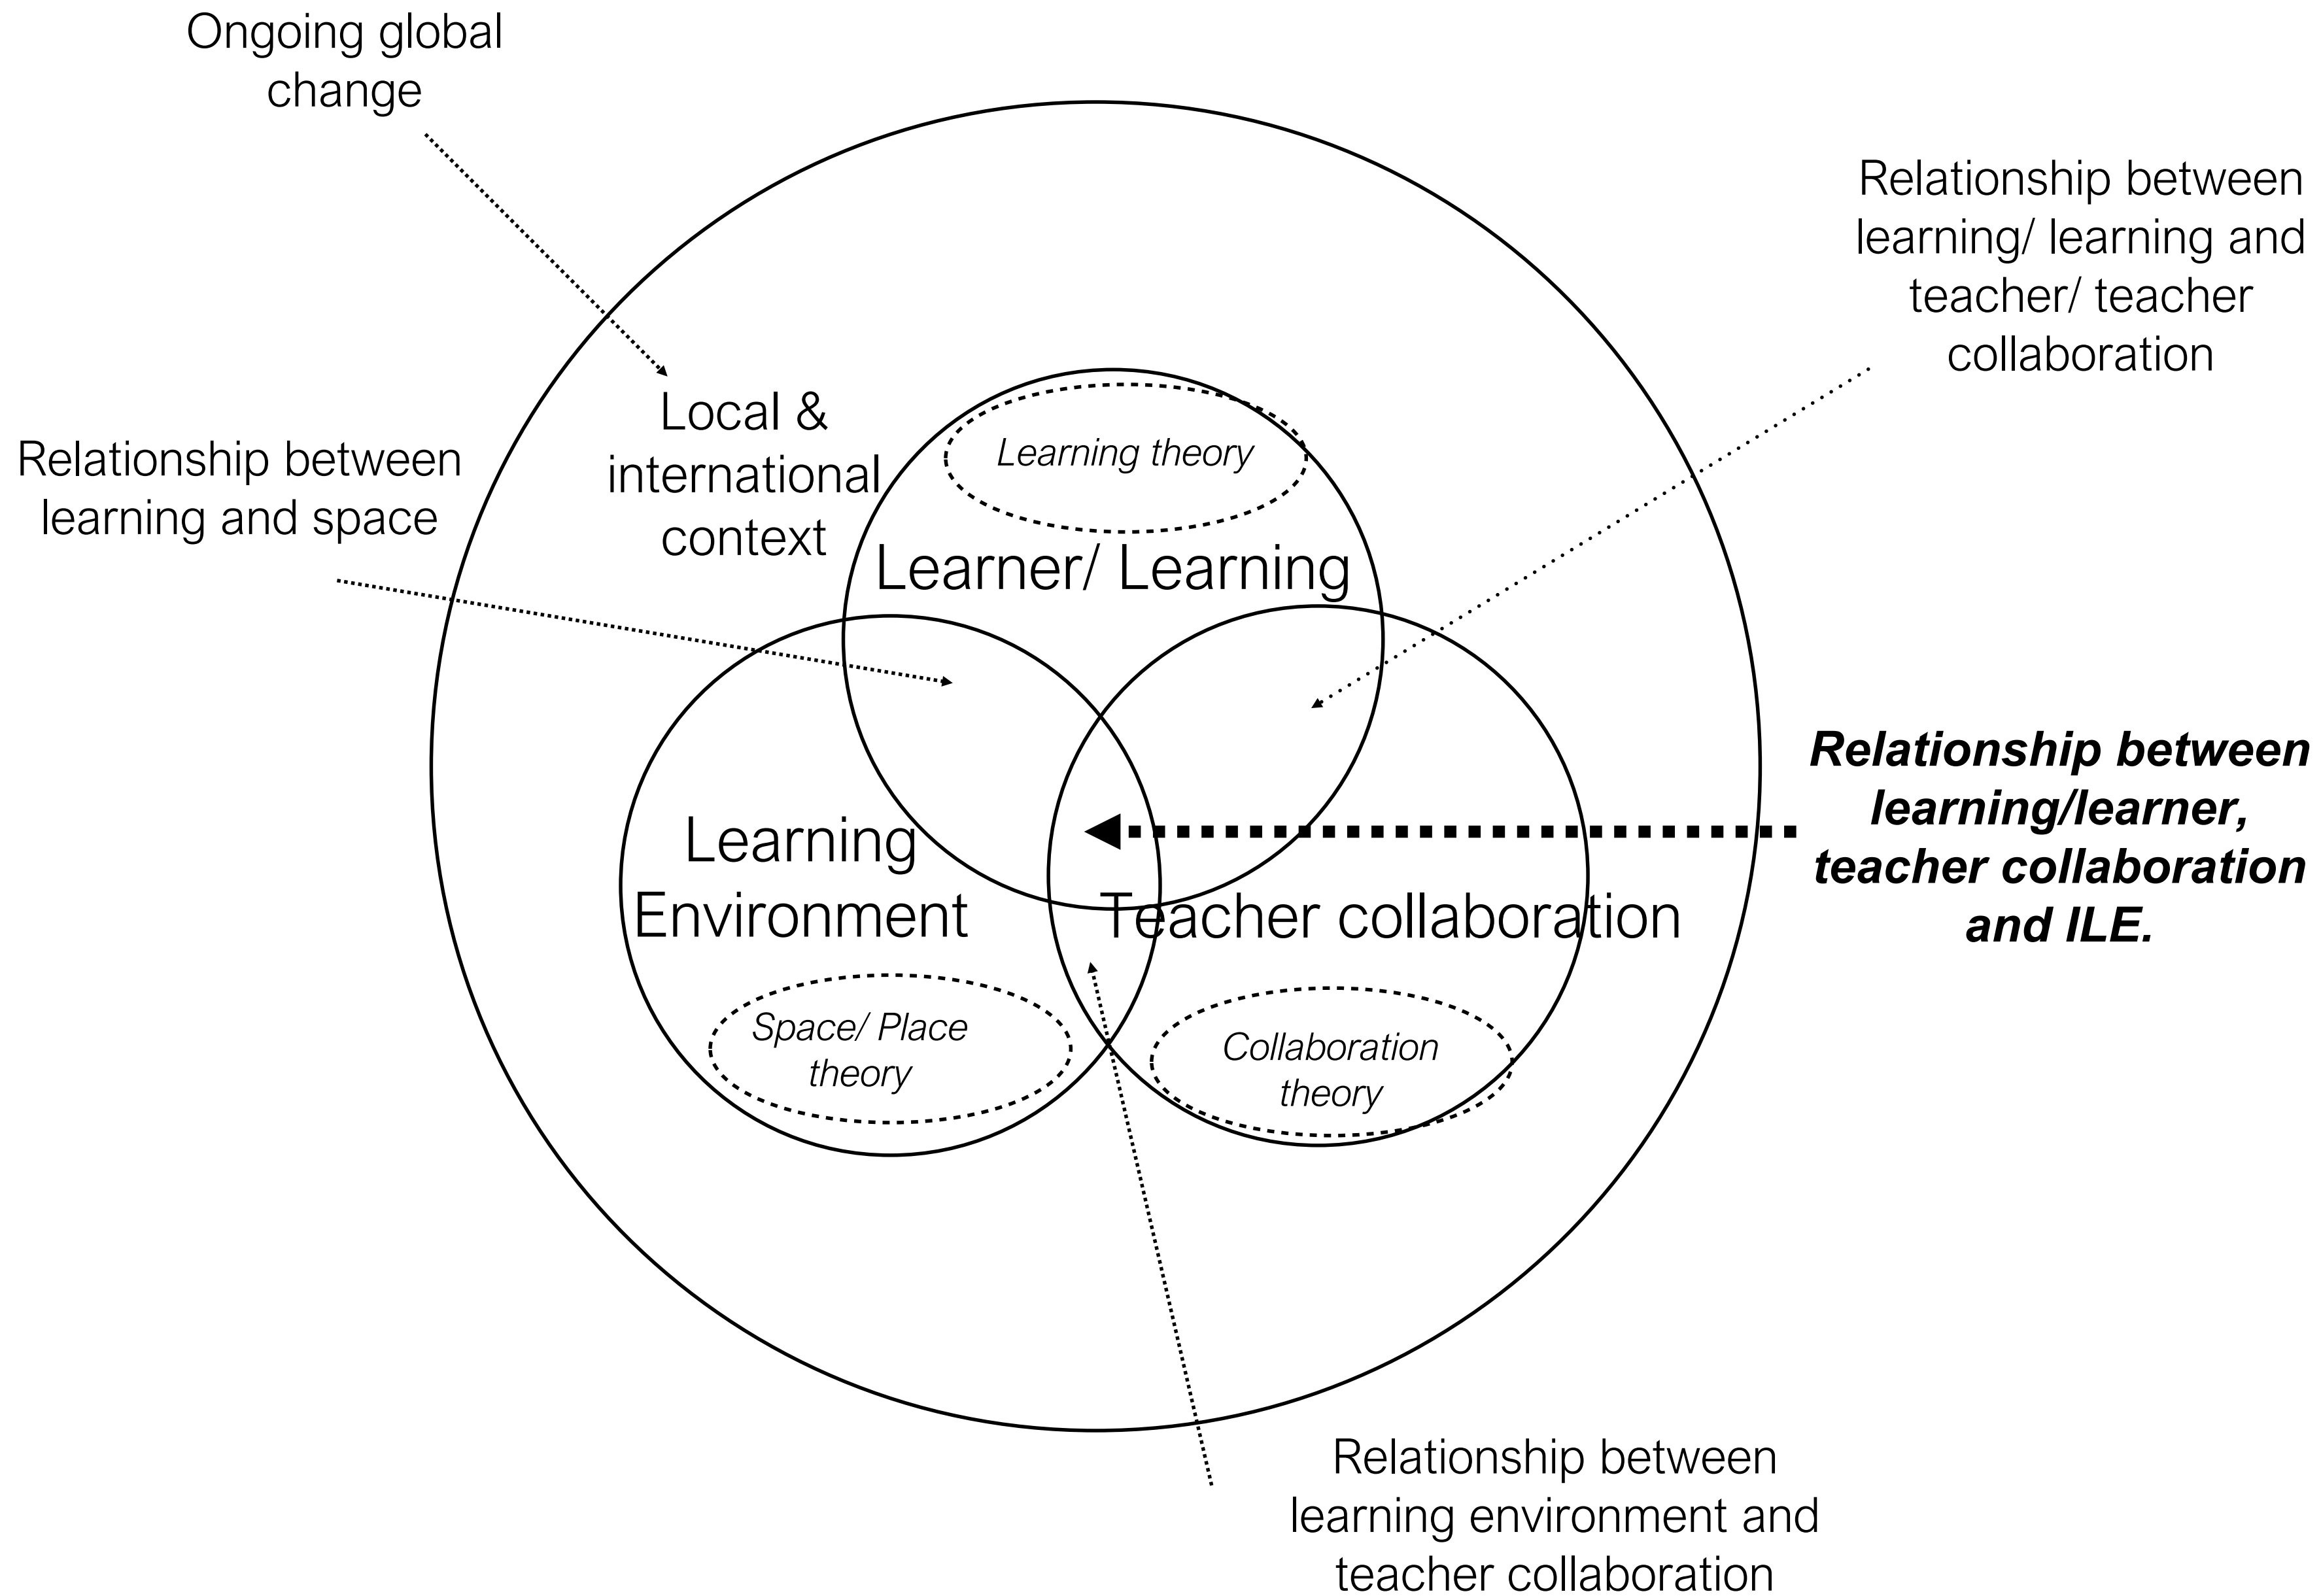 Ongoing global
change
Relationship between
learning/ learning and
teacher/ teacher
collaboration
Relationship between
learning and space
Local &
international
context
Learning theory
Learner/ Learning
Relationship between
learning/learner,
teacher collaboration
and ILE.
Learning
Environment
Teacher collaboration
Space/ Place
theory
Collaboration
theory
Relationship between
learning environment and
teacher collaboration